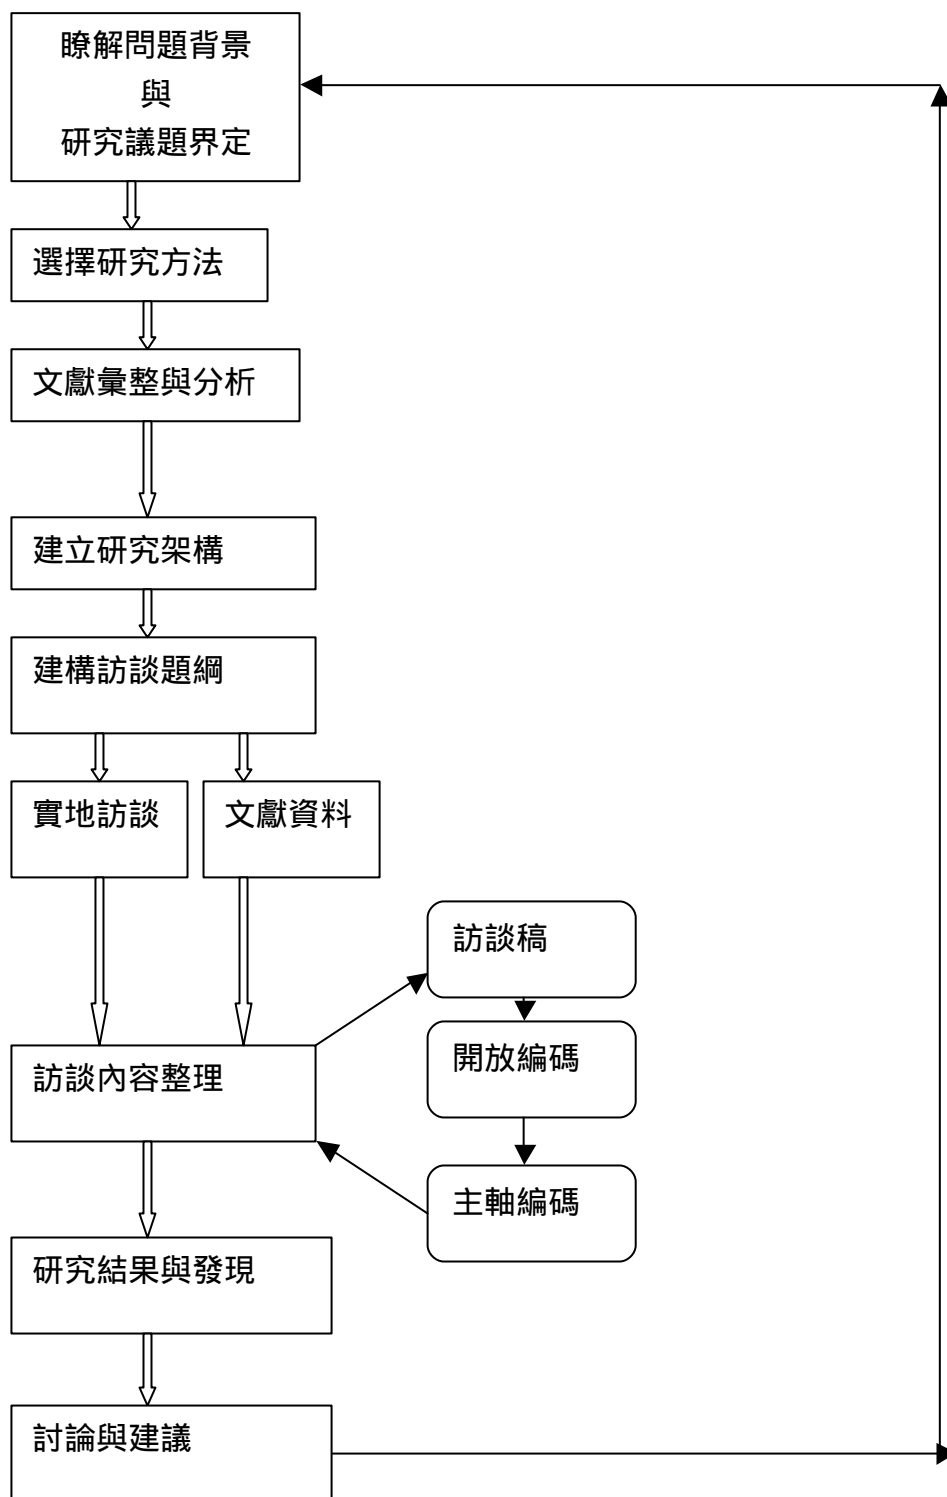 瞭解問題背景
與
研究議題界定
選擇研究方法
文獻彙整與分析
建立研究架構
建構訪談題綱
實地訪談
文獻資料
訪談稿
開放編碼
訪談內容整理
主軸編碼
研究結果與發現
討論與建議